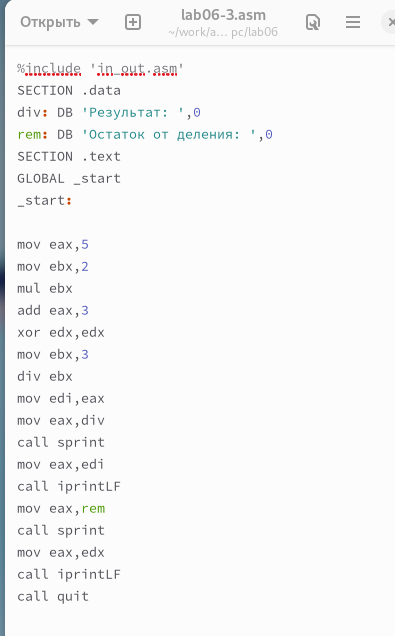 Открыть
lab06-3.asm
~/work/a... pc/lab06
%include 'in_out.asm'
SECTION .data
div: DB 'Результат: ',0
rem: DB 'Остаток от деления: ',0
SECTION .text
GLOBAL _start
_start:
mov eax,5
mov ebx,2
mul ebx
add eax,3
xor edx,edx
mov ebx,3
div ebx
mov edi,eax
mov eax,div
call sprint
mov eax,edi
call iprintLF
mov eax,rem
call sprint
mov eax,edx
call iprintLF
call quit